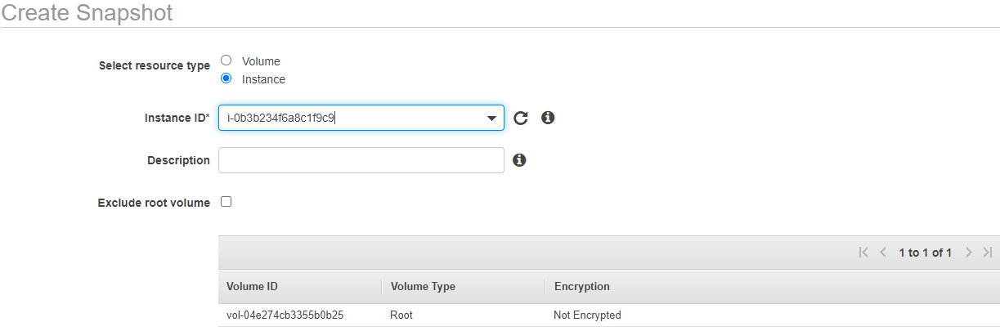 Create Snapshot
Select resource type
Volume
Instance
Instance ID*
i-0b3b234f6a8c1f9c9
Description
Exclude root volume
1 to 1 of 1
Volume ID Volume Type Encryption
vol-04e274cb3355b0b25 Root Not Encrypted